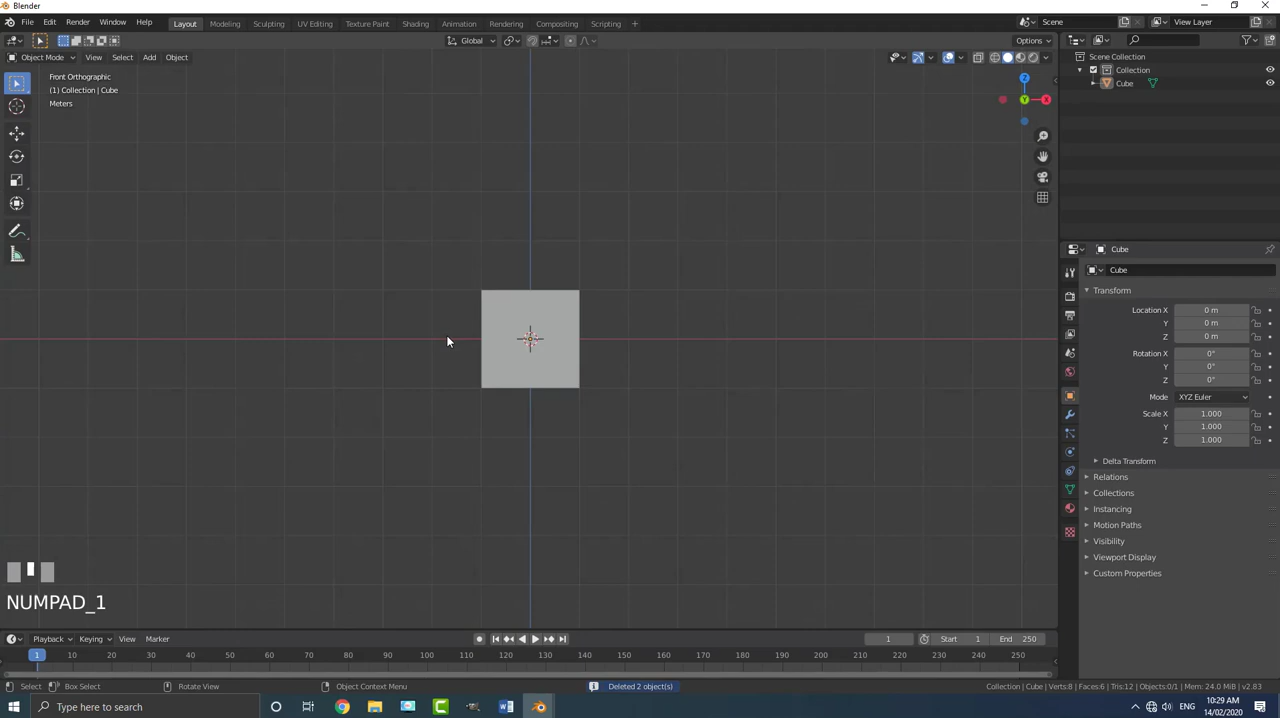 Blender
File Edit Render Window Help Layout Modeling Sculpting UV Editing Texture Paint Shading Animation Rendering Compositing Scripting + Scene View Layer
Global Options
Object Mode View Select Add Object
Front Orthographic
(1) Collection | Cube
Meters
Z
Y X
Scene Collection
Collection
Cube
Cube
Cube
Transform
Location X 0 m
Y 0 m
Z 0 m
Rotation X 0°
Y 0°
Z 0°
Mode XYZ Euler
Scale X 1.000
Y 1.000
Z 1.000
Delta Transform
Relations
Collections
Instancing
Motion Paths
Visibility
Viewport Display
Custom Properties
NUMPAD_1
Playback Keying View Marker 1 Start 1 End 250
1 10 20 30 40 50 60 70 80 90 100 110 120 130 140 150 160 170 180 190 200 210 220 230 240 250
Select Box Select Rotate View Object Context Menu Deleted 2 object(s) Collection | Cube | Verts:8 | Faces:6 | Tris:12 | Objects:0/1 | Mem: 24.0 MiB | v2.83
Type here to search ENG 10:29 AM
14/02/2020